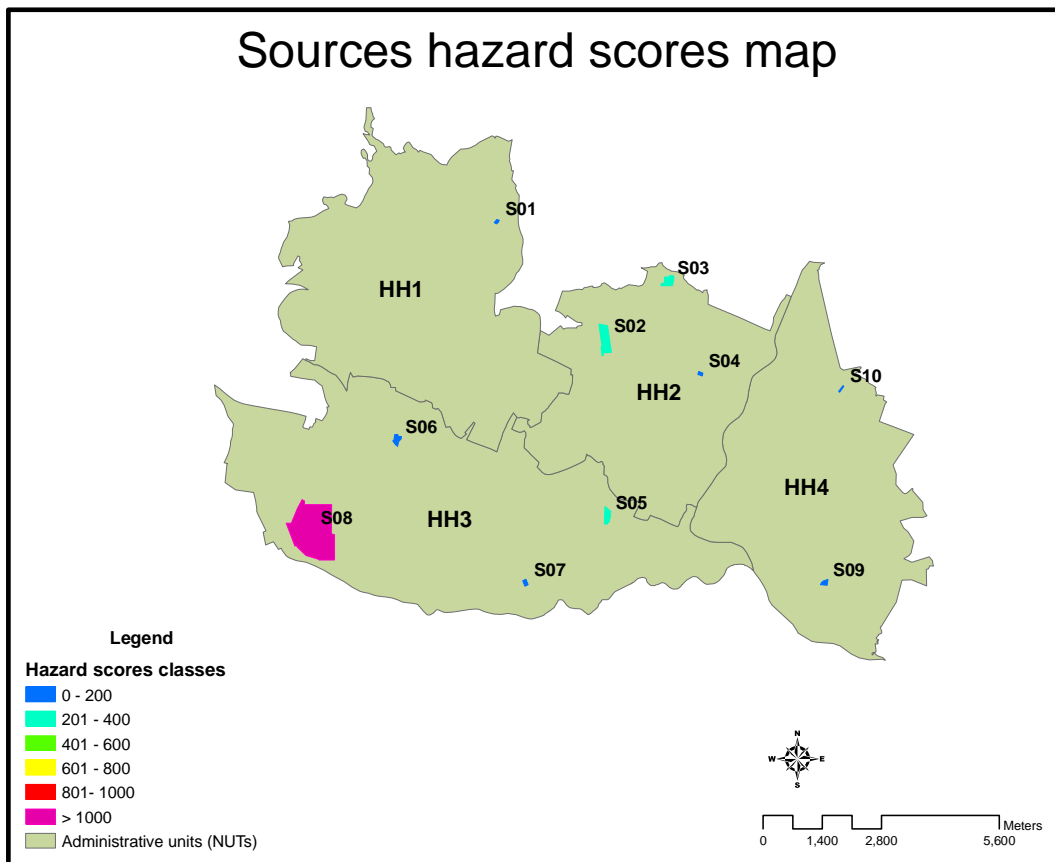 Sources hazard scores map
S01
S03
HH1
S02
S04
S10
HH2
S06
HH4
S05
S08
HH3
S07
S09
Legend
Hazard scores classes
0 - 200
201 - 400
401 - 600
601 - 800
801- 1000
> 1000
Administrative units (NUTs)
N
W E
S
Meters
0 1,400 2,800 5,600